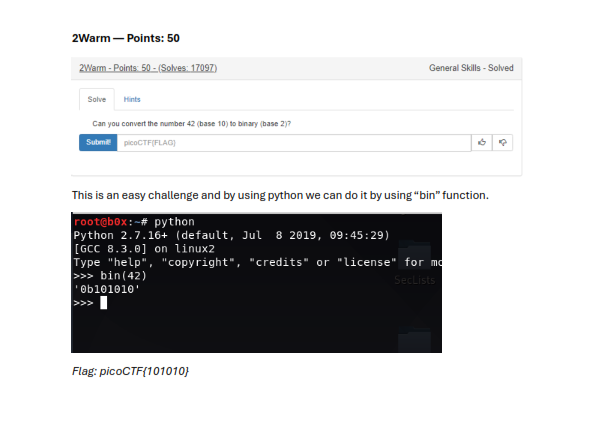 2Warm — Points: 50
2Warm - Points: 50 - (Solves: 17097)
General Skills - Solved
Solve
Hints
Can you convert the number 42 (base 10) to binary (base 2)?
Submit!
picoCTF{FLAG}
This is an easy challenge and by using python we can do it by using “bin” function.
root@b0x:~# python
Python 2.7.16+ (default, Jul  8 2019, 09:45:29)
[GCC 8.3.0] on linux2
Type "help", "copyright", "credits" or "license" for mo
>>> bin(42)
SecLists
'0b101010'
>>>
Flag: picoCTF{101010}